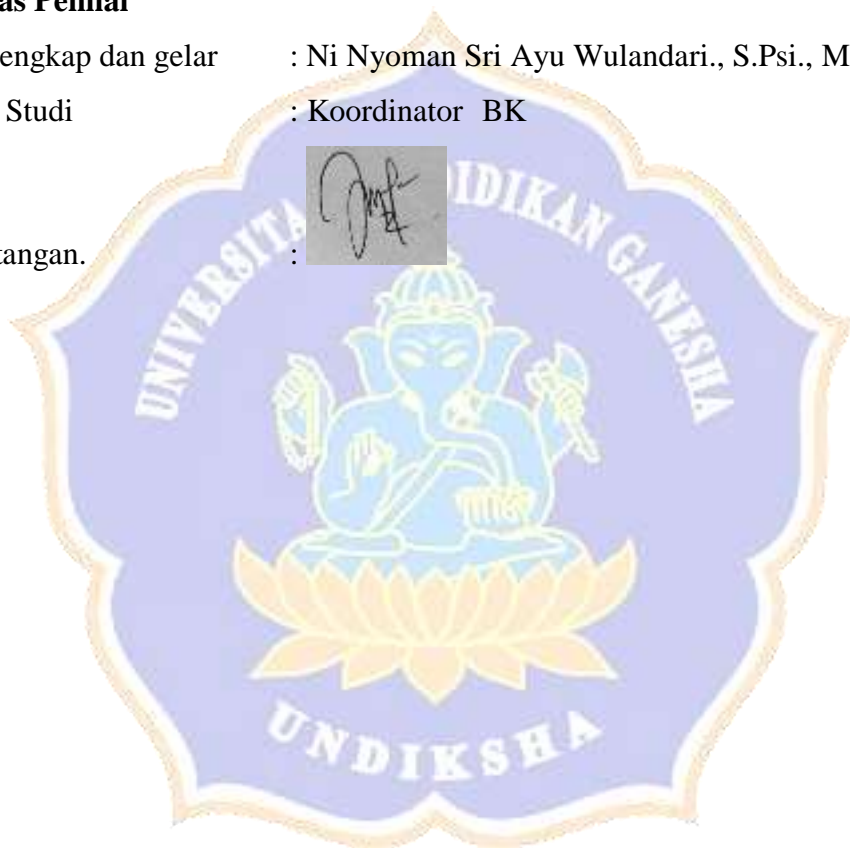 as Penilai
engkap dan gelar : Ni Nyoman Sri Ayu Wulandari., S.Psi., M
Studi : Koordinator BK
tangan. :
UNIVERSITAS PENDIDIKAN GANESHA
UNDIKSHA